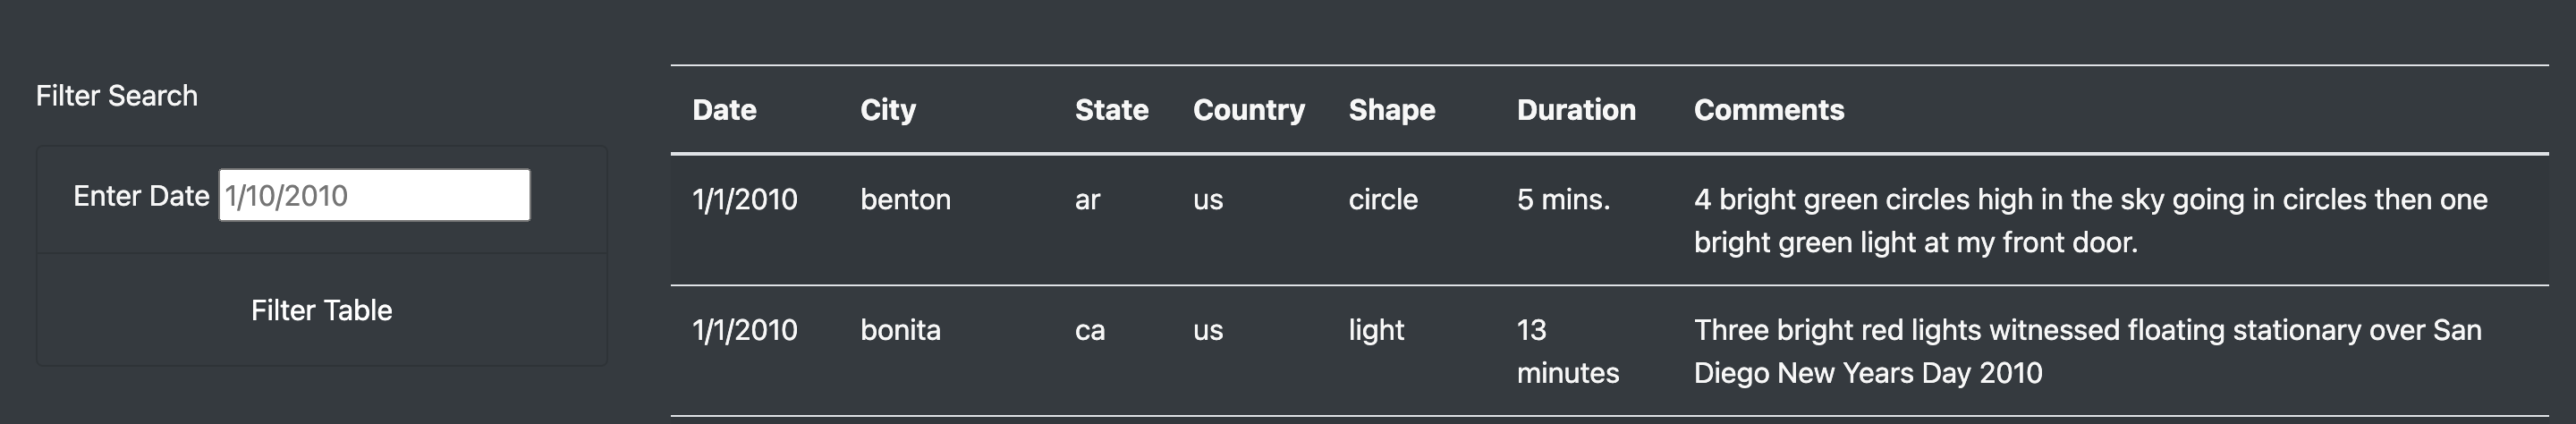 Filter Search
Enter Date 1/10/2010
Filter Table
Date City State Country Shape Duration Comments
1/1/2010 benton ar us circle 5 mins. 4 bright green circles high in the sky going in circles then one
bright green light at my front door.
1/1/2010 bonita ca us light 13 Three bright red lights witnessed floating stationary over San
minutes Diego New Years Day 2010